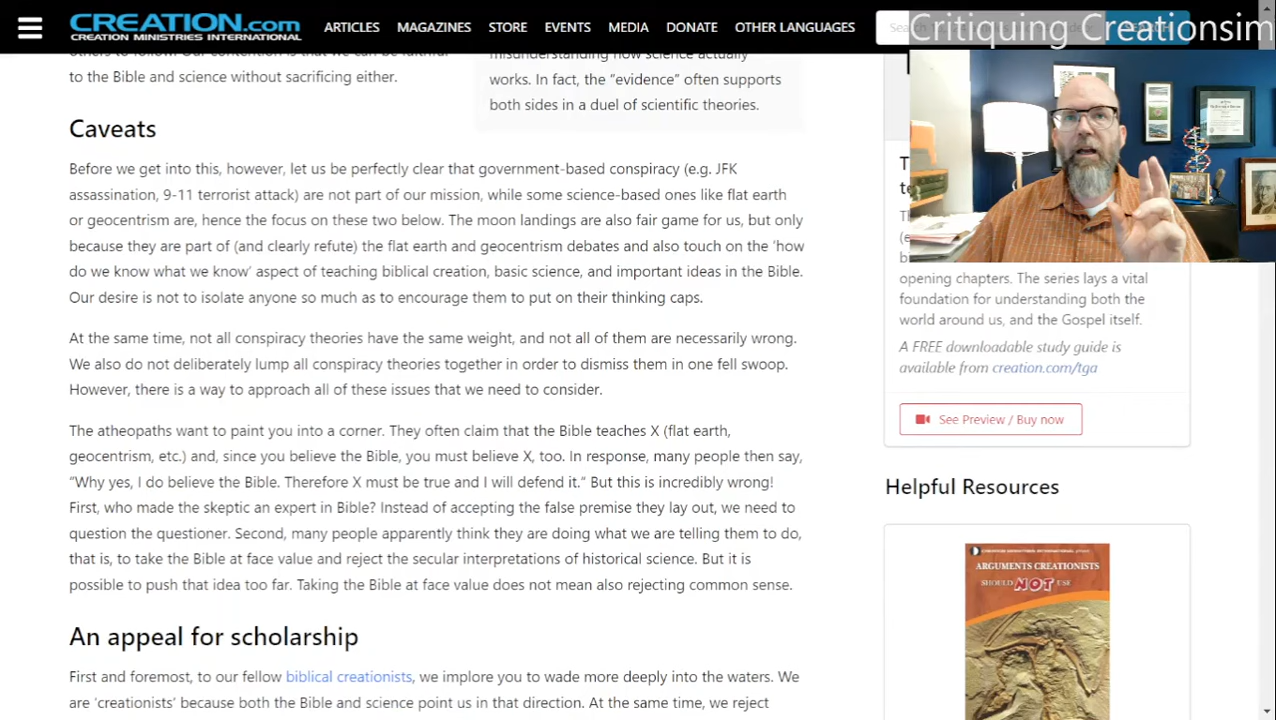 CREATION.com
CREATION MINISTRIES INTERNATIONAL
ARTICLES MAGAZINES STORE EVENTS MEDIA DONATE OTHER LANGUAGES
Critiquing Creationsim
to the Bible and science without sacrificing either.
misunderstanding how science actually
works. In fact, the “evidence” often supports
both sides in a duel of scientific theories.
Caveats
Before we get into this, however, let us be perfectly clear that government-based conspiracy (e.g. JFK
assassination, 9-11 terrorist attack) are not part of our mission, while some science-based ones like flat earth
or geocentrism are, hence the focus on these two below. The moon landings are also fair game for us, but only
because they are part of (and clearly refute) the flat earth and geocentrism debates and also touch on the ‘how
do we know what we know’ aspect of teaching biblical creation, basic science, and important ideas in the Bible.
Our desire is not to isolate anyone so much as to encourage them to put on their thinking caps.
At the same time, not all conspiracy theories have the same weight, and not all of them are necessarily wrong.
We also do not deliberately lump all conspiracy theories together in order to dismiss them in one fell swoop.
However, there is a way to approach all of these issues that we need to consider.
The atheopaths want to paint you into a corner. They often claim that the Bible teaches X (flat earth,
geocentrism, etc.) and, since you believe the Bible, you must believe X, too. In response, many people then say,
“Why yes, I do believe the Bible. Therefore X must be true and I will defend it.” But this is incredibly wrong!
First, who made the skeptic an expert in Bible? Instead of accepting the false premise they lay out, we need to
question the questioner. Second, many people apparently think they are doing what we are telling them to do,
that is, to take the Bible at face value and reject the secular interpretations of historical science. But it is
possible to push that idea too far. Taking the Bible at face value does not mean also rejecting common sense.
An appeal for scholarship
First and foremost, to our fellow biblical creationists, we implore you to wade more deeply into the waters. We
are ‘creationists’ because both the Bible and science point us in that direction. At the same time, we reject
opening chapters. The series lays a vital
foundation for understanding both the
world around us, and the Gospel itself.
A FREE downloadable study guide is
available from creation.com/tga
See Preview / Buy now
Helpful Resources
CREATION MINISTRIES INTERNATIONAL
ARGUMENTS CREATIONISTS
SHOULD NOT USE